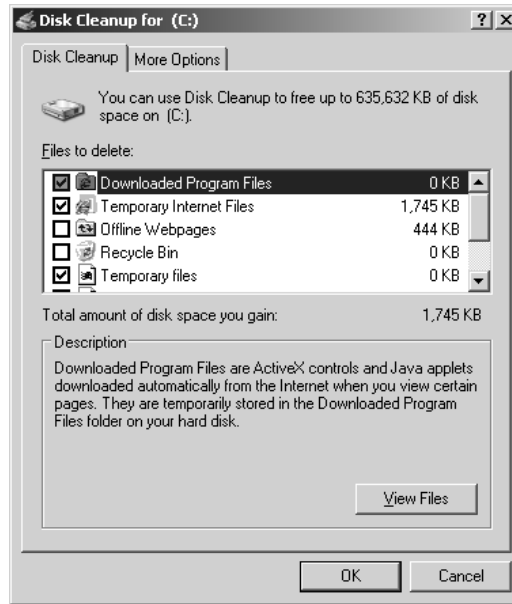 Disk Cleanup for (C:)
Disk Cleanup More Options
You can use Disk Cleanup to free up to 635,632 KB of disk
space on (C:).
Files to delete:
Downloaded Program Files 0 KB
Temporary Internet Files 1,745 KB
Offline Webpages 444 KB
Recycle Bin 0 KB
Temporary files 0 KB
Total amount of disk space you gain: 1,745 KB
Description
Downloaded Program Files are ActiveX controls and Java applets
downloaded automatically from the Internet when you view certain
pages. They are temporarily stored in the Downloaded Program
Files folder on your hard disk.
View Files
OK Cancel